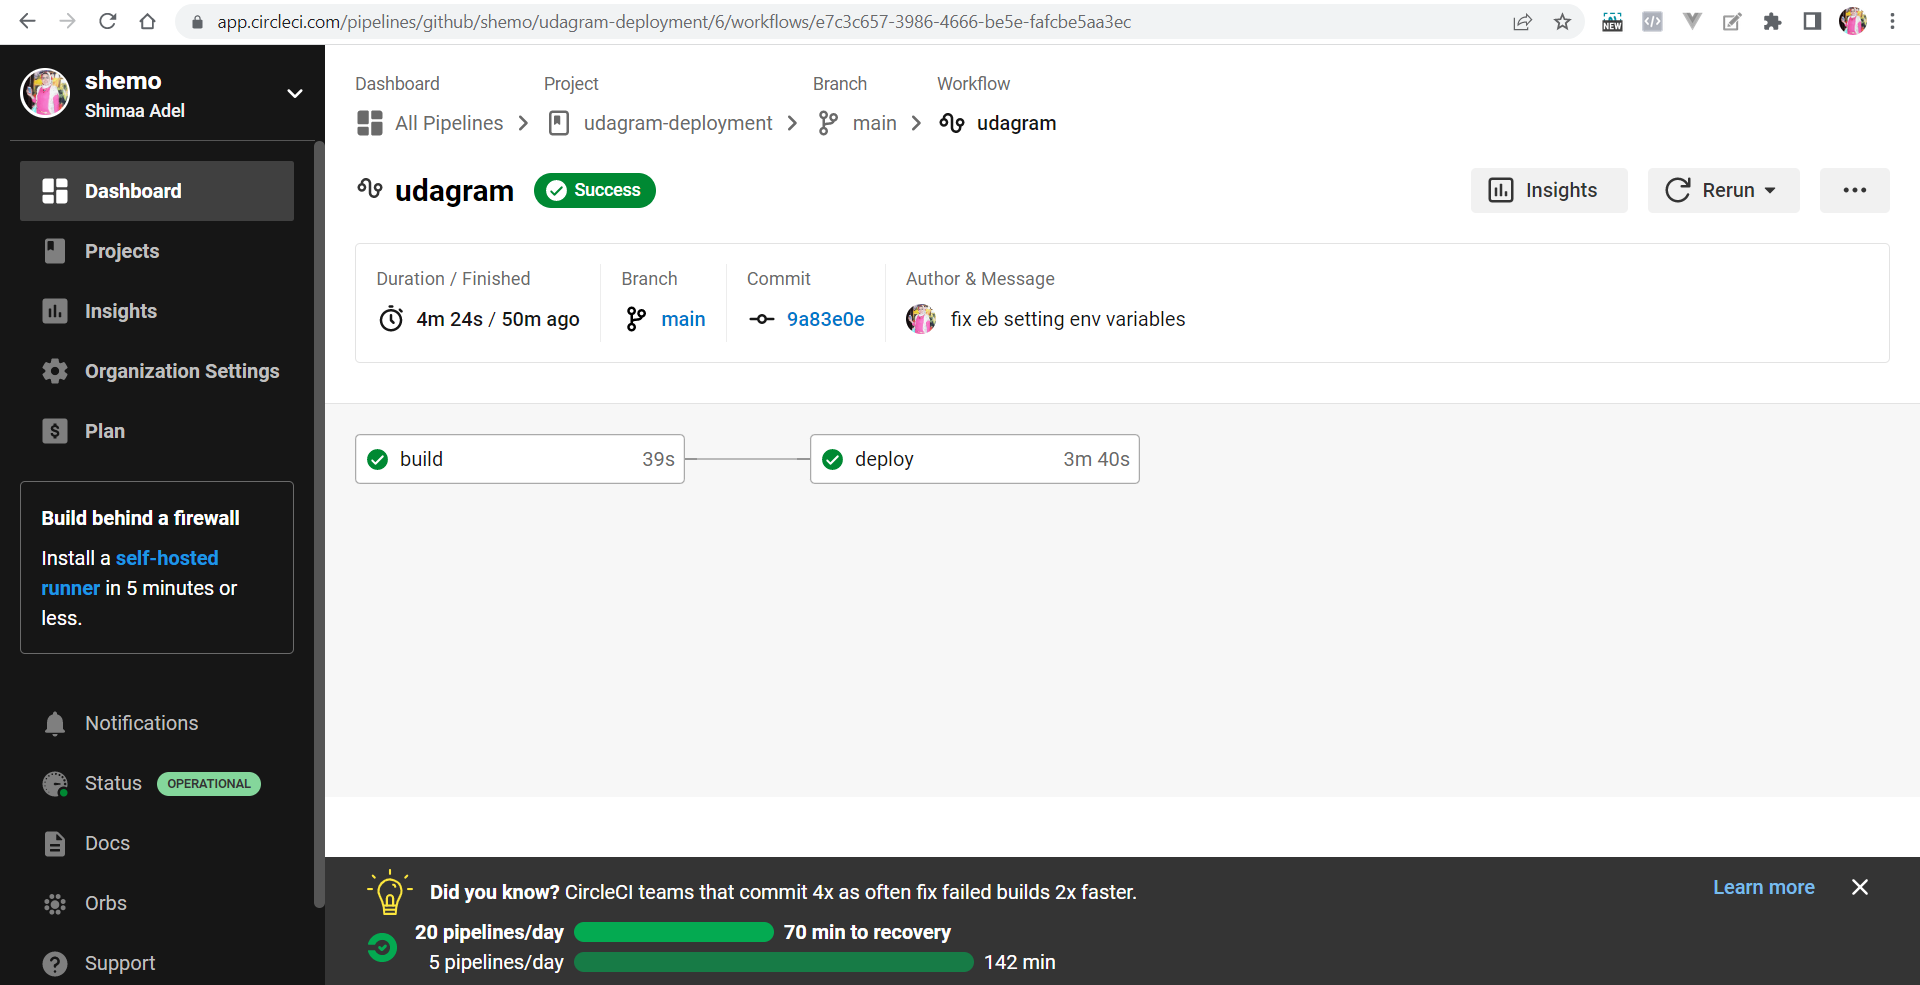 app.circleci.com/pipelines/github/shemo/udagram-deployment/6/workflows/e7c3c657-3986-4666-be5e-fafcbe5aa3ec
NEW
shemo
Shimaa Adel
Dashboard
Projects
Insights
Organization Settings
Plan
Build behind a firewall
Install a self-hosted
runner in 5 minutes or
less.
Notifications
Status OPERATIONAL
Docs
Orbs
Support
Dashboard Project Branch Workflow
All Pipelines udagram-deployment main udagram
udagram Success Insights Rerun
Duration / Finished Branch Commit Author & Message
4m 24s / 50m ago main 9a83e0e fix eb setting env variables
build 39s deploy 3m 40s
Did you know? CircleCI teams that commit 4x as often fix failed builds 2x faster. Learn more
20 pipelines/day 70 min to recovery
5 pipelines/day 142 min